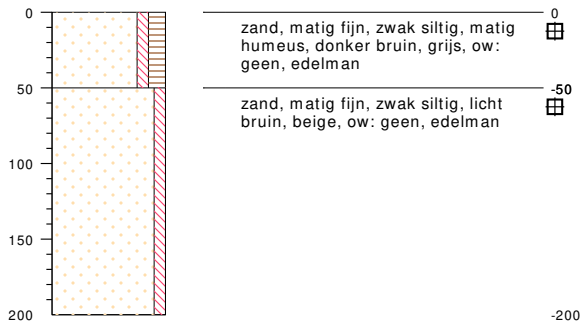 0
zand, matig fijn, zwak siltig, matig
humeus, donker bruin, grijs, ow:
geen, edelman
0
50
zand, matig fijn, zwak siltig, licht
bruin, beige, ow: geen, edelman
-50
100
150
200
-200